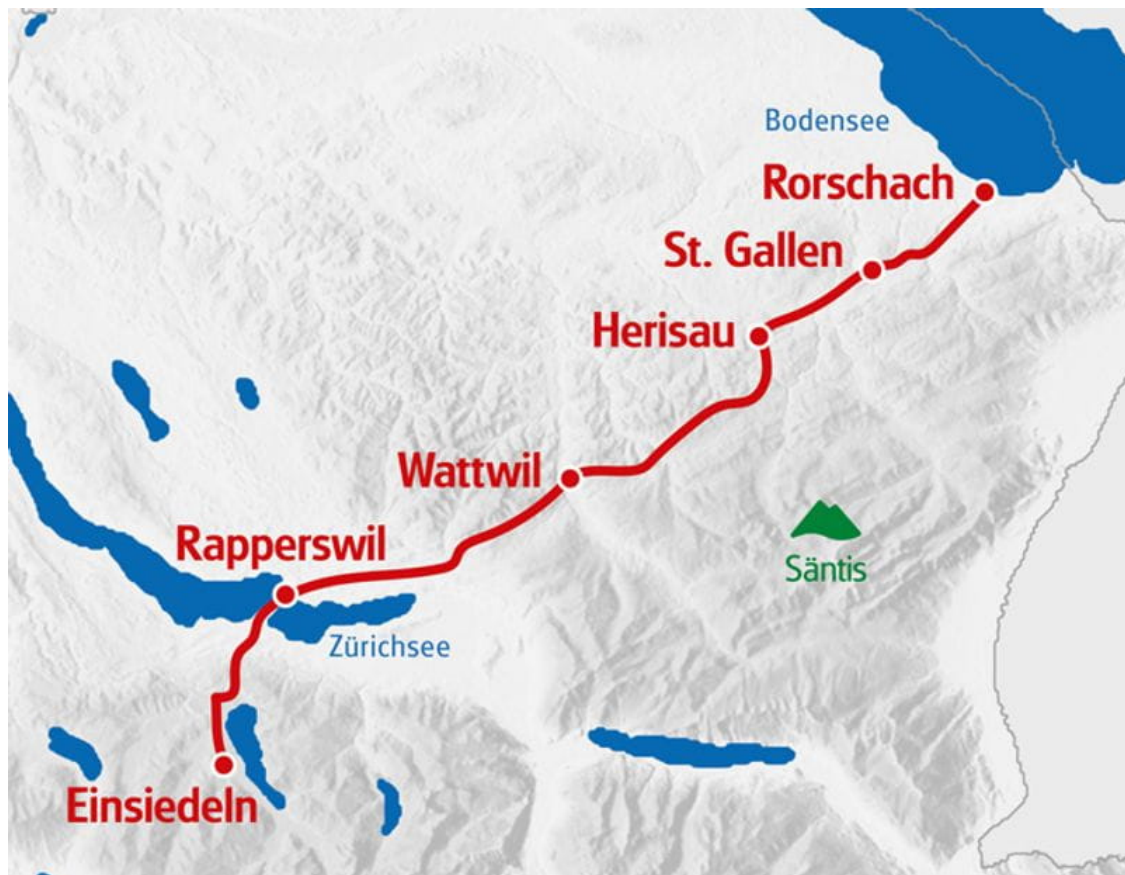 Bodensee
Rorschach
St. Gallen
Herisau
Wattwil
Säntis
Rapperswil
Zürichsee
Einsiedeln